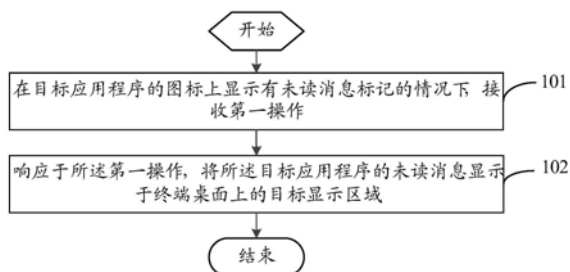 开始
在目标应用程序的图标上显示有未读消息标记的情况下,接
收第一操作
101
响应于所述第一操作,将所述目标应用程序的未读消息显示
于终端桌面上的目标显示区域
102
结束